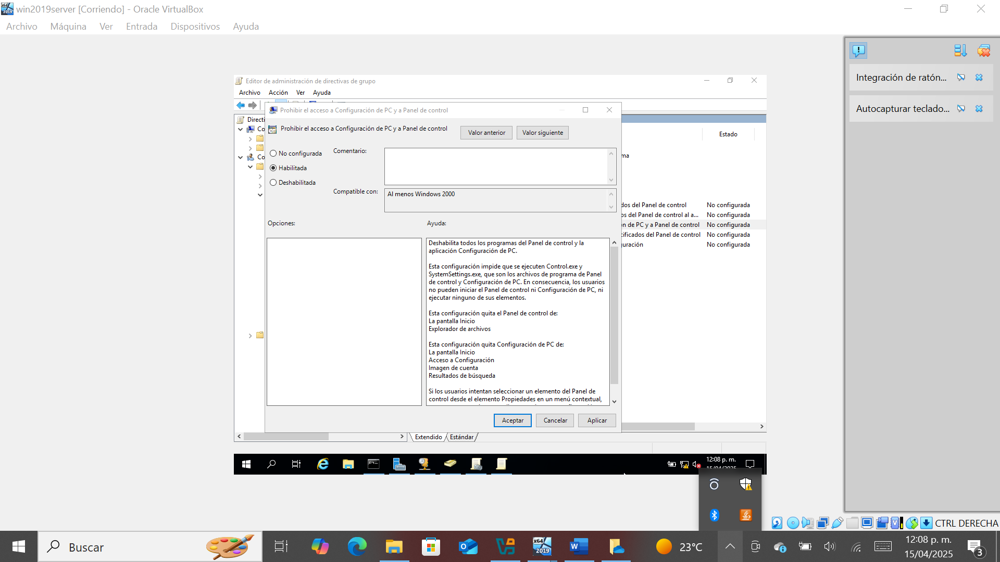 win2019server [Corriendo] - Oracle VirtualBox
Archivo Máquina Ver Entrada Dispositivos Ayuda
Integración de ratón...
Autocapturar teclado...
Editor de administración de directivas de grupo
Archivo Acción Ver Ayuda
Prohibir el acceso a Configuración de PC y a Panel de control
Prohibir el acceso a Configuración de PC y a Panel de control
Valor anterior
Valor siguiente
Directi
Co
Co
No configurada
Habilitada
Deshabilitada
Comentario:
Compatible con:
Al menos Windows 2000
Opciones:
Ayuda:
Deshabilita todos los programas del Panel de control y la
aplicación Configuración de PC.
Esta configuración impide que se ejecuten Control.exe y
SystemSettings.exe, que son los archivos de programa de Panel
de control y Configuración de PC. En consecuencia, los usuarios
no pueden iniciar el Panel de control ni Configuración de PC, ni
ejecutar ninguno de sus elementos.
Esta configuración quita el Panel de control de:
La pantalla Inicio
Explorador de archivos
Esta configuración quita Configuración de PC de:
La pantalla Inicio
Acceso a Configuración
Imagen de cuenta
Resultados de búsqueda
Si los usuarios intentan seleccionar un elemento del Panel de
control desde el elemento Propiedades en un menú contextual,
Aceptar
Cancelar
Aplicar
Estado
ma
dos del Panel de control No configurada
os del Panel de control al a... No configurada
ón de PC y a Panel de control No configurada
cificados del Panel de control No configurada
guración No configurada
Extendido Estándar
12:08 p. m.
15/04/2025
CTRL DERECHA
Buscar
x64
2019
23°C
12:08 p. m.
15/04/2025
3